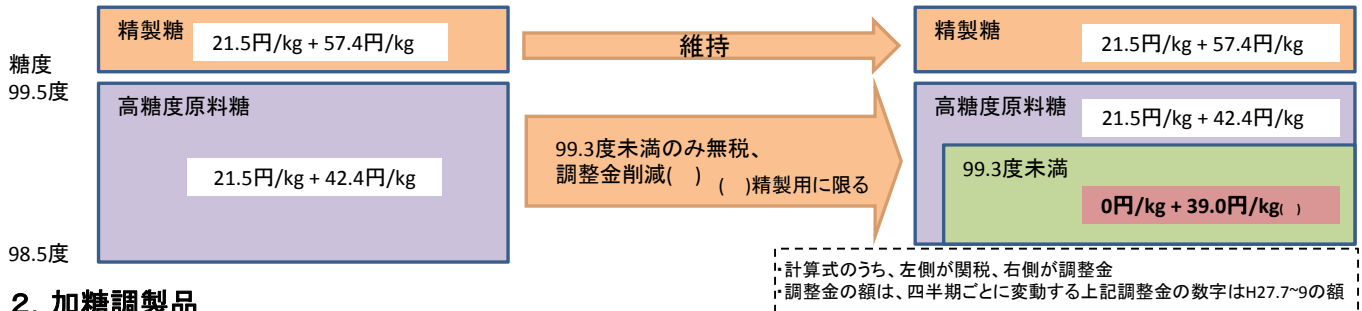 精製糖
21.5円/kg + 57.4円/kg
維持
精製糖
21.5円/kg + 57.4円/kg
糖度
99.5度
高糖度原料糖
21.5円/kg + 42.4円/kg
99.3度未満のみ無税、
調整金削減( )
( )精製用に限る
高糖度原料糖
21.5円/kg + 42.4円/kg
99.3度未満
0円/kg + 39.0円/kg( )
98.5度
・計算式のうち、左側が関税、右側が調整金
・調整金の額は、四半期ごとに変動する上記調整金の数字はH27.7~9の額
２．加糖調製品